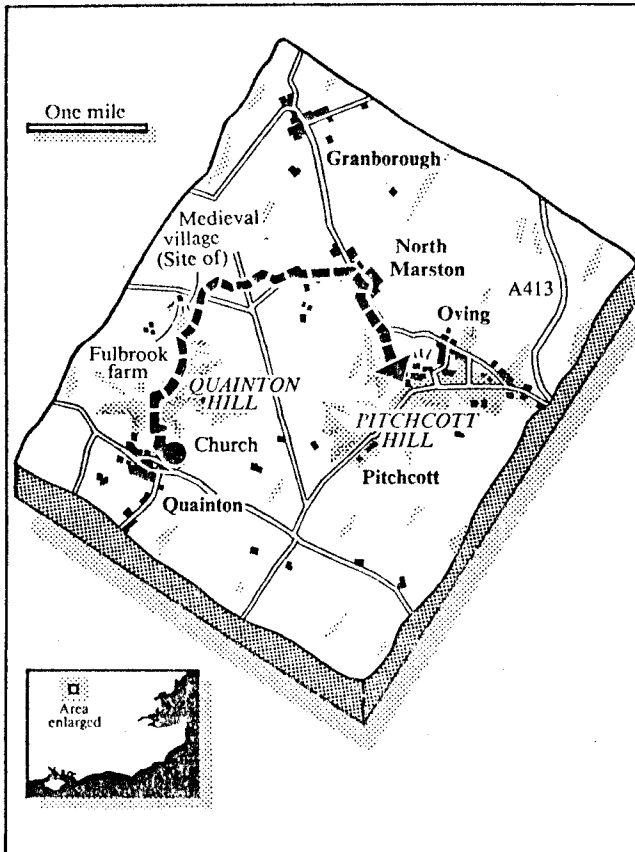 One mile
Granborough
Medieval
village
(Site of)
North
Marston
A413
Oving
Fulbrook
farm
QUAINTON
HILL
PITCHCOTT
HILL
Church
Pitchcott
Quainton
Area
enlarged